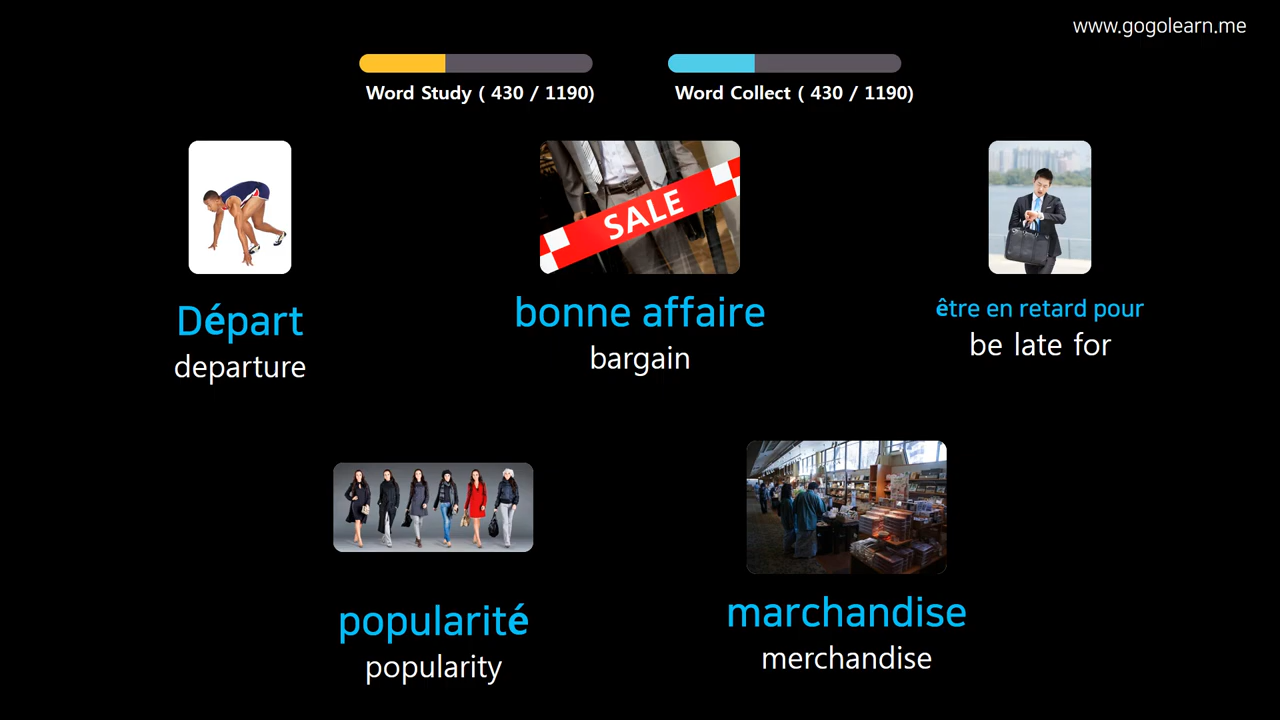 www.gogolearn.me
Word Study ( 430 / 1190)
Word Collect ( 430 / 1190)
SALE
Départ
departure
bonne affaire
bargain
être en retard pour
be late for
popularité
popularity
marchandise
merchandise